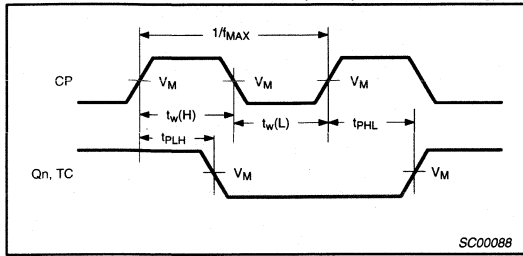 1/fMAX
CP
VM VM VM
tw(H) tw(L) tPHL
tPLH
Qn, TC
VM VM
SC00088